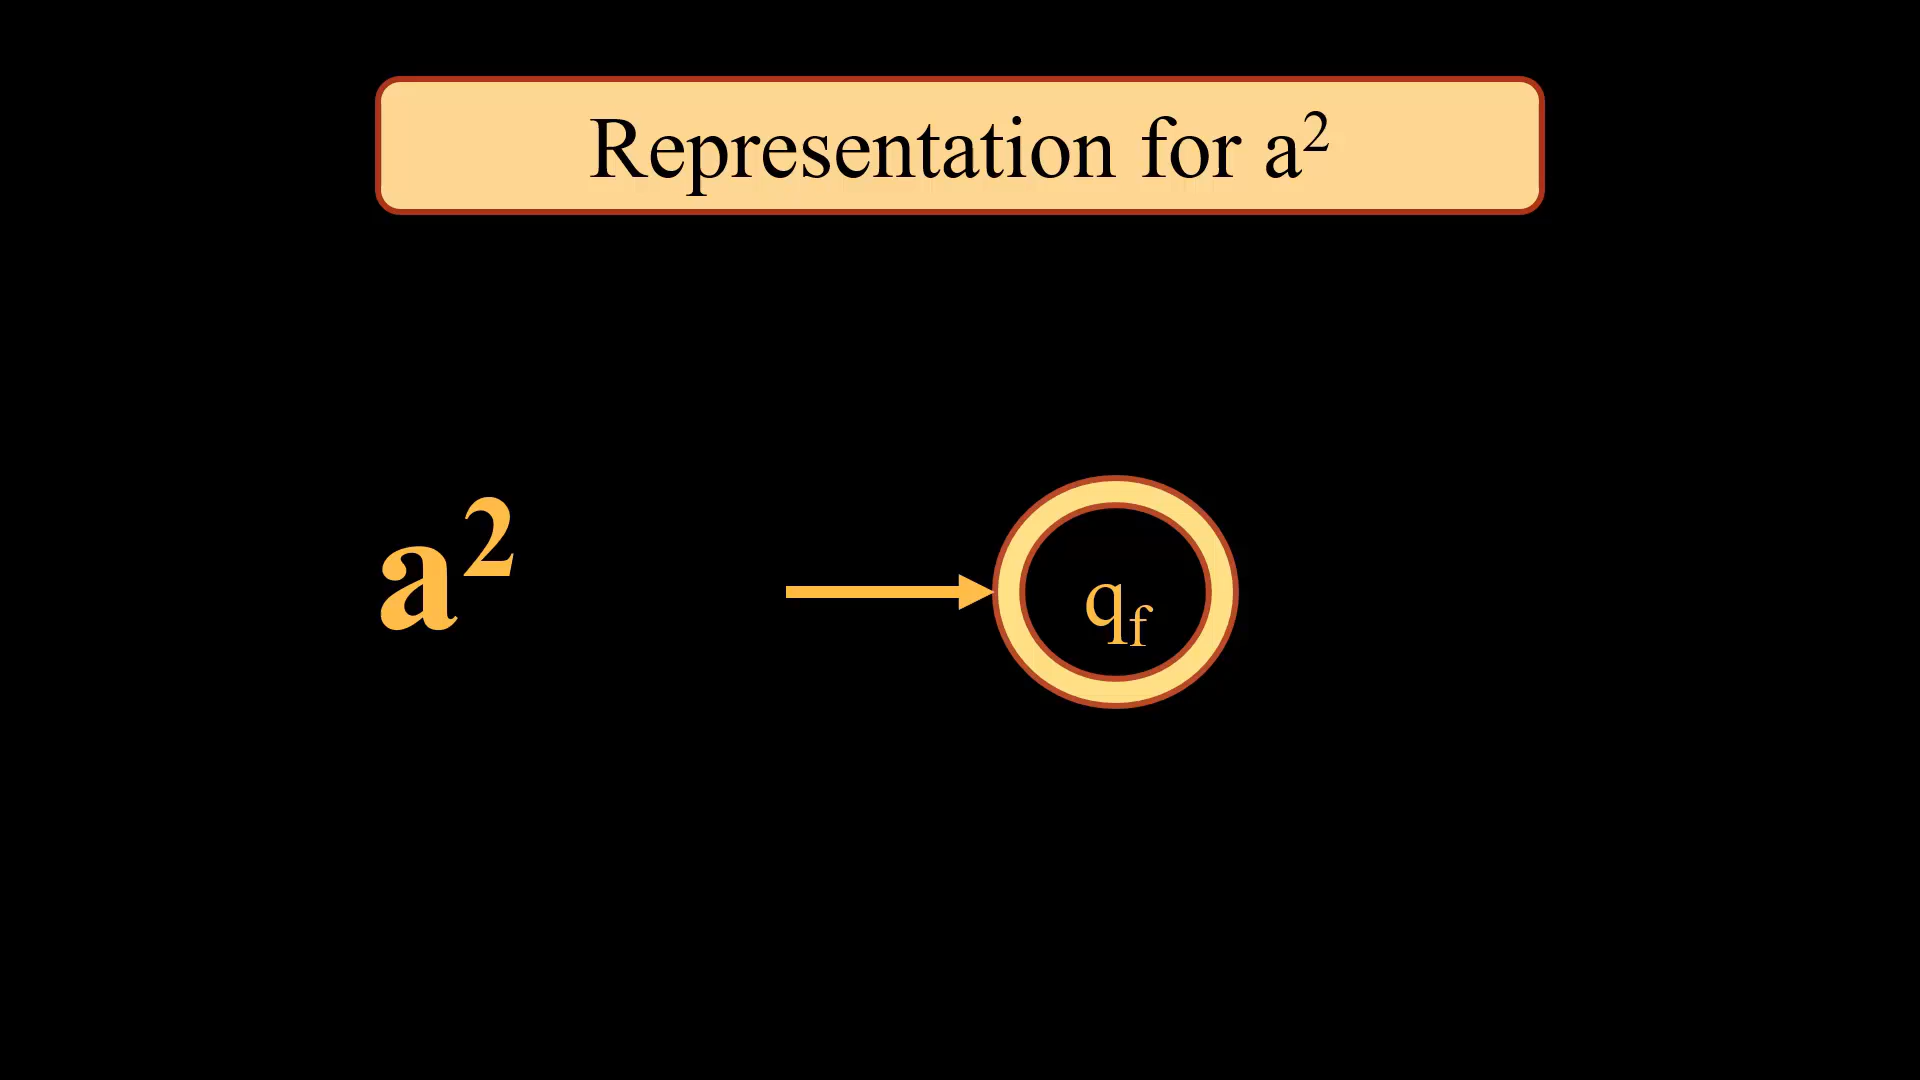 Representation for a²
a²
q_f